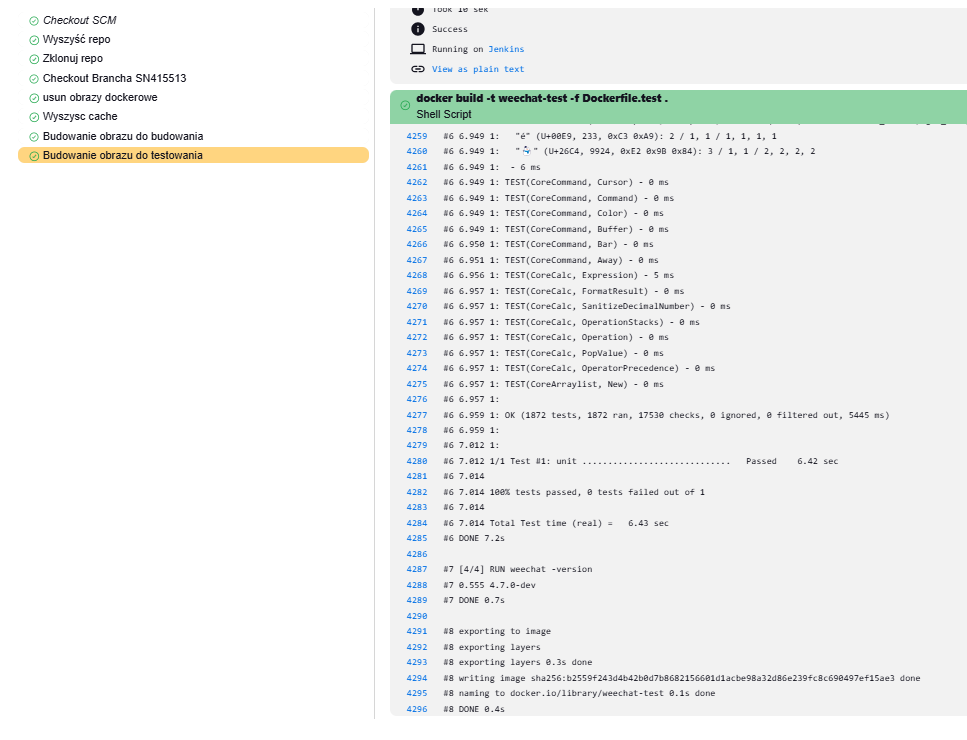 Checkout SCM
Wyszyść repo
Zklonuj repo
Checkout Brancha SN415513
usun obrazy dockerowe
Wyszysc cache
Budowanie obrazu do budowania
Budowanie obrazu do testowania
Took 10 sek
Success
Running on Jenkins
View as plain text
docker build -t weechat-test -f Dockerfile.test .
Shell Script
4259 #6 6.949 1:   "é" (U+00E9, 233, 0xC3 0xA9): 2 / 1, 1 / 1, 1, 1, 1
4260 #6 6.949 1:   "⛄" (U+26C4, 9924, 0xE2 0x9B 0x84): 3 / 1, 1 / 2, 2, 2, 2
4261 #6 6.949 1:  - 6 ms
4262 #6 6.949 1: TEST(CoreCommand, Cursor) - 0 ms
4263 #6 6.949 1: TEST(CoreCommand, Command) - 0 ms
4264 #6 6.949 1: TEST(CoreCommand, Color) - 0 ms
4265 #6 6.949 1: TEST(CoreCommand, Buffer) - 0 ms
4266 #6 6.950 1: TEST(CoreCommand, Bar) - 0 ms
4267 #6 6.951 1: TEST(CoreCommand, Away) - 0 ms
4268 #6 6.956 1: TEST(CoreCalc, Expression) - 5 ms
4269 #6 6.957 1: TEST(CoreCalc, FormatResult) - 0 ms
4270 #6 6.957 1: TEST(CoreCalc, SanitizeDecimalNumber) - 0 ms
4271 #6 6.957 1: TEST(CoreCalc, OperationStacks) - 0 ms
4272 #6 6.957 1: TEST(CoreCalc, Operation) - 0 ms
4273 #6 6.957 1: TEST(CoreCalc, PopValue) - 0 ms
4274 #6 6.957 1: TEST(CoreCalc, OperatorPrecedence) - 0 ms
4275 #6 6.957 1: TEST(CoreArraylist, New) - 0 ms
4276 #6 6.957 1:
4277 #6 6.959 1: OK (1872 tests, 1872 ran, 17530 checks, 0 ignored, 0 filtered out, 5445 ms)
4278 #6 6.959 1:
4279 #6 7.012 1:
4280 #6 7.012 1/1 Test #1: unit .............................   Passed    6.42 sec
4281 #6 7.014
4282 #6 7.014 100% tests passed, 0 tests failed out of 1
4283 #6 7.014
4284 #6 7.014 Total Test time (real) =   6.43 sec
4285 #6 DONE 7.2s
4286
4287 #7 [4/4] RUN weechat -version
4288 #7 0.555 4.7.0-dev
4289 #7 DONE 0.7s
4290
4291 #8 exporting to image
4292 #8 exporting layers
4293 #8 exporting layers 0.3s done
4294 #8 writing image sha256:b2559f243d4b42b0d7b8682156601d1acbe98a32d86e239fc8c690497ef15ae3 done
4295 #8 naming to docker.io/library/weechat-test 0.1s done
4296 #8 DONE 0.4s